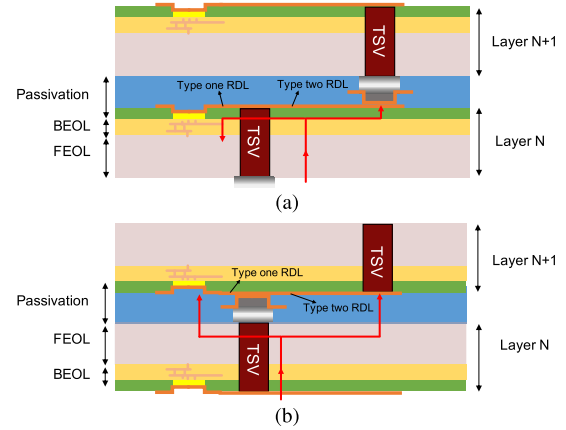 TSV
Layer N+1
Type one RDL
Type two RDL
Passivation
BEOL
FEOL
TSV
Layer N
(a)
TSV
Layer N+1
Type one RDL
Passivation
Type two RDL
FEOL
TSV
Layer N
BEOL
(b)